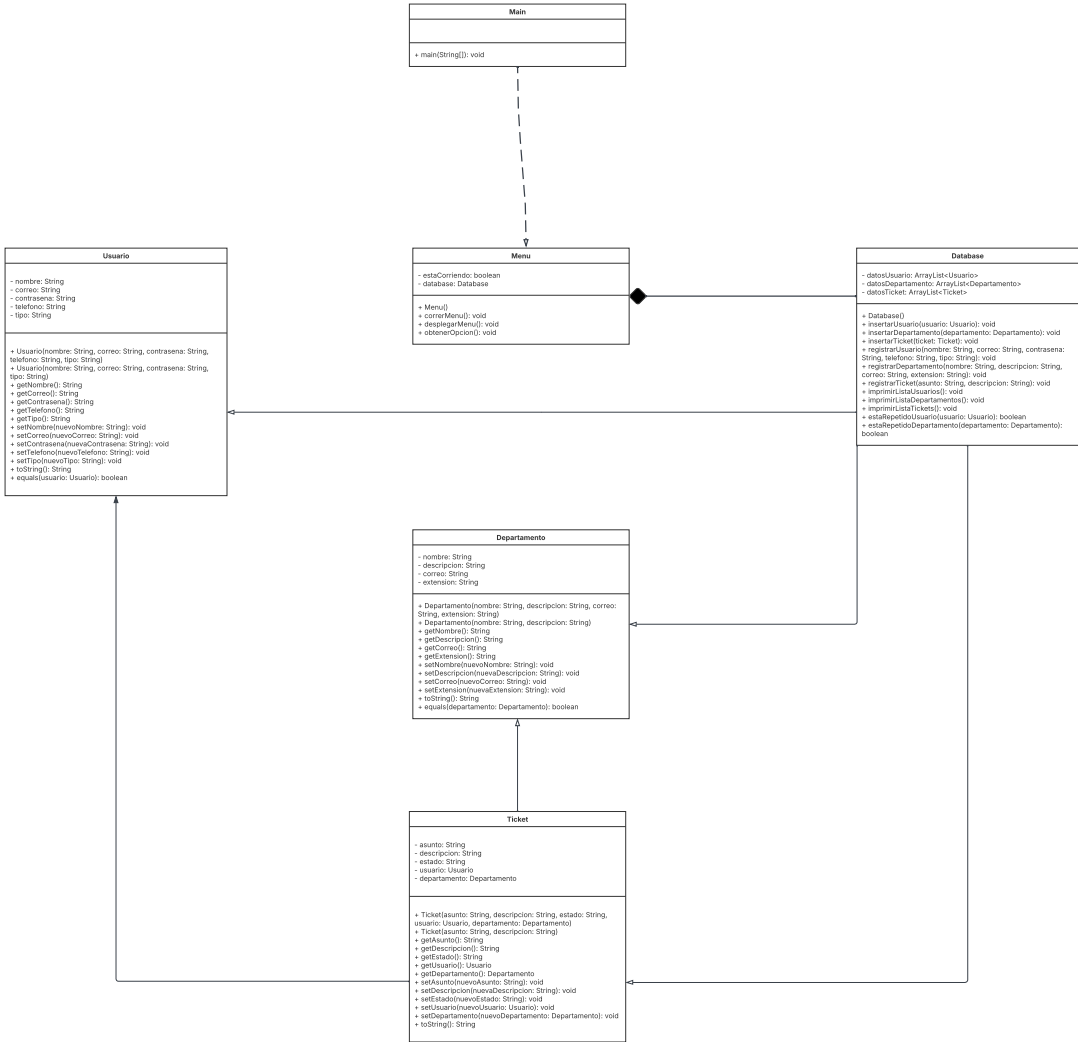 Main
+ main(String[]): void
Usuario
- nombre: String
- correo: String
- contrasena: String
- telefono: String
- tipo: String
+ Usuario(nombre: String, correo: String, contrasena: String,
telefono: String, tipo: String)
+ Usuario(nombre: String, correo: String, contrasena: String,
tipo: String)
+ getNombre(): String
+ getCorreo(): String
+ getContrasena(): String
+ getTelefono(): String
+ getTipo(): String
+ setNombre(nuevoNombre: String): void
+ setCorreo(nuevoCorreo: String): void
+ setContrasena(nuevaContrasena: String): void
+ setTelefono(nuevoTelefono: String): void
+ setTipo(nuevoTipo: String): void
+ toString(): String
+ equals(usuario: Usuario): boolean
Menu
- estaCorriendo: boolean
- database: Database
+ Menu()
+ correrMenu(): void
+ desplegarMenu(): void
+ obtenerOpcion(): void
Database
- datosUsuario: ArrayList<Usuario>
- datosDepartamento: ArrayList<Departamento>
- datosTicket: ArrayList<Ticket>
+ Database()
+ insertarUsuario(usuario: Usuario): void
+ insertarDepartamento(departamento: Departamento): void
+ insertarTicket(ticket: Ticket): void
+ registrarUsuario(nombre: String, correo: String, contrasena:
String, telefono: String, tipo: String): void
+ registrarDepartamento(nombre: String, descripcion: String,
correo: String, extension: String): void
+ registrarTicket(asunto: String, descripcion: String): void
+ imprimirListaUsuarios(): void
+ imprimirListaDepartamentos(): void
+ imprimirListaTickets(): void
+ estaRepetidoUsuario(usuario: Usuario): boolean
+ estaRepetidoDepartamento(departamento: Departamento):
boolean
Departamento
- nombre: String
- descripcion: String
- correo: String
- extension: String
+ Departamento(nombre: String, descripcion: String, correo:
String, extension: String)
+ Departamento(nombre: String, descripcion: String)
+ getNombre(): String
+ getDescripcion(): String
+ getCorreo(): String
+ getExtension(): String
+ setNombre(nuevoNombre: String): void
+ setDescripcion(nuevaDescripcion: String): void
+ setCorreo(nuevoCorreo: String): void
+ setExtension(nuevaExtension: String): void
+ toString(): String
+ equals(departamento: Departamento): boolean
Ticket
- asunto: String
- descripcion: String
- estado: String
- usuario: Usuario
- departamento: Departamento
+ Ticket(asunto: String, descripcion: String, estado: String,
usuario: Usuario, departamento: Departamento)
+ Ticket(asunto: String, descripcion: String)
+ getAsunto(): String
+ getDescripcion(): String
+ getEstado(): String
+ getUsuario(): Usuario
+ getDepartamento(): Departamento
+ setAsunto(nuevoAsunto: String): void
+ setDescripcion(nuevaDescripcion: String): void
+ setEstado(nuevoEstado: String): void
+ setUsuario(nuevoUsuario: Usuario): void
+ setDepartamento(nuevoDepartamento: Departamento): void
+ toString(): String